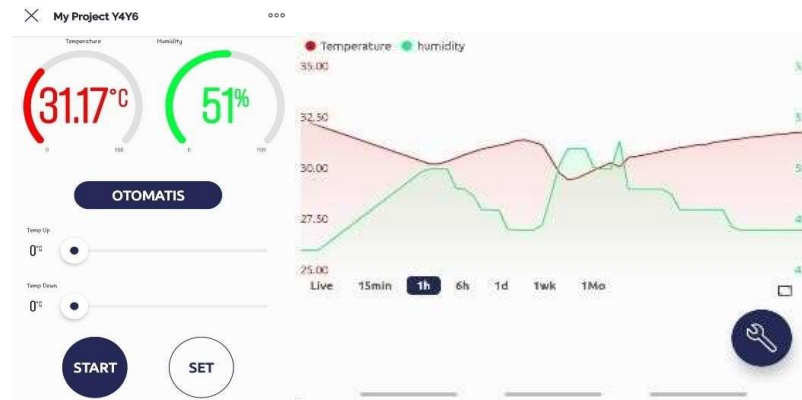 My Project Y4Y6
Temperature
Humidity
31.17°C
51%
0
100
0
100
OTOMATIS
Temp Up
0°C
Temp Down
0°C
START
SET
Temperature
humidity
35.00
32.50
30.00
27.50
25.00
Live 15min 1h 6h 1d 1wk 1Mo